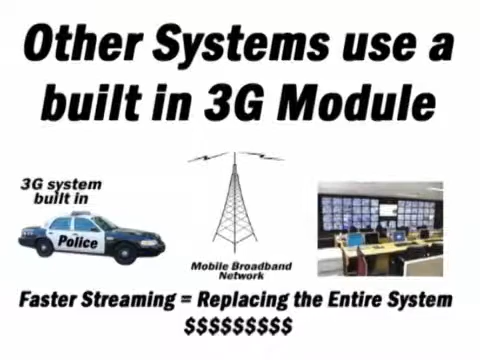 Other Systems use a
built in 3G Module
3G system
built in
Police
Mobile Broadband
Network
Faster Streaming = Replacing the Entire System
$$$$$$$$$